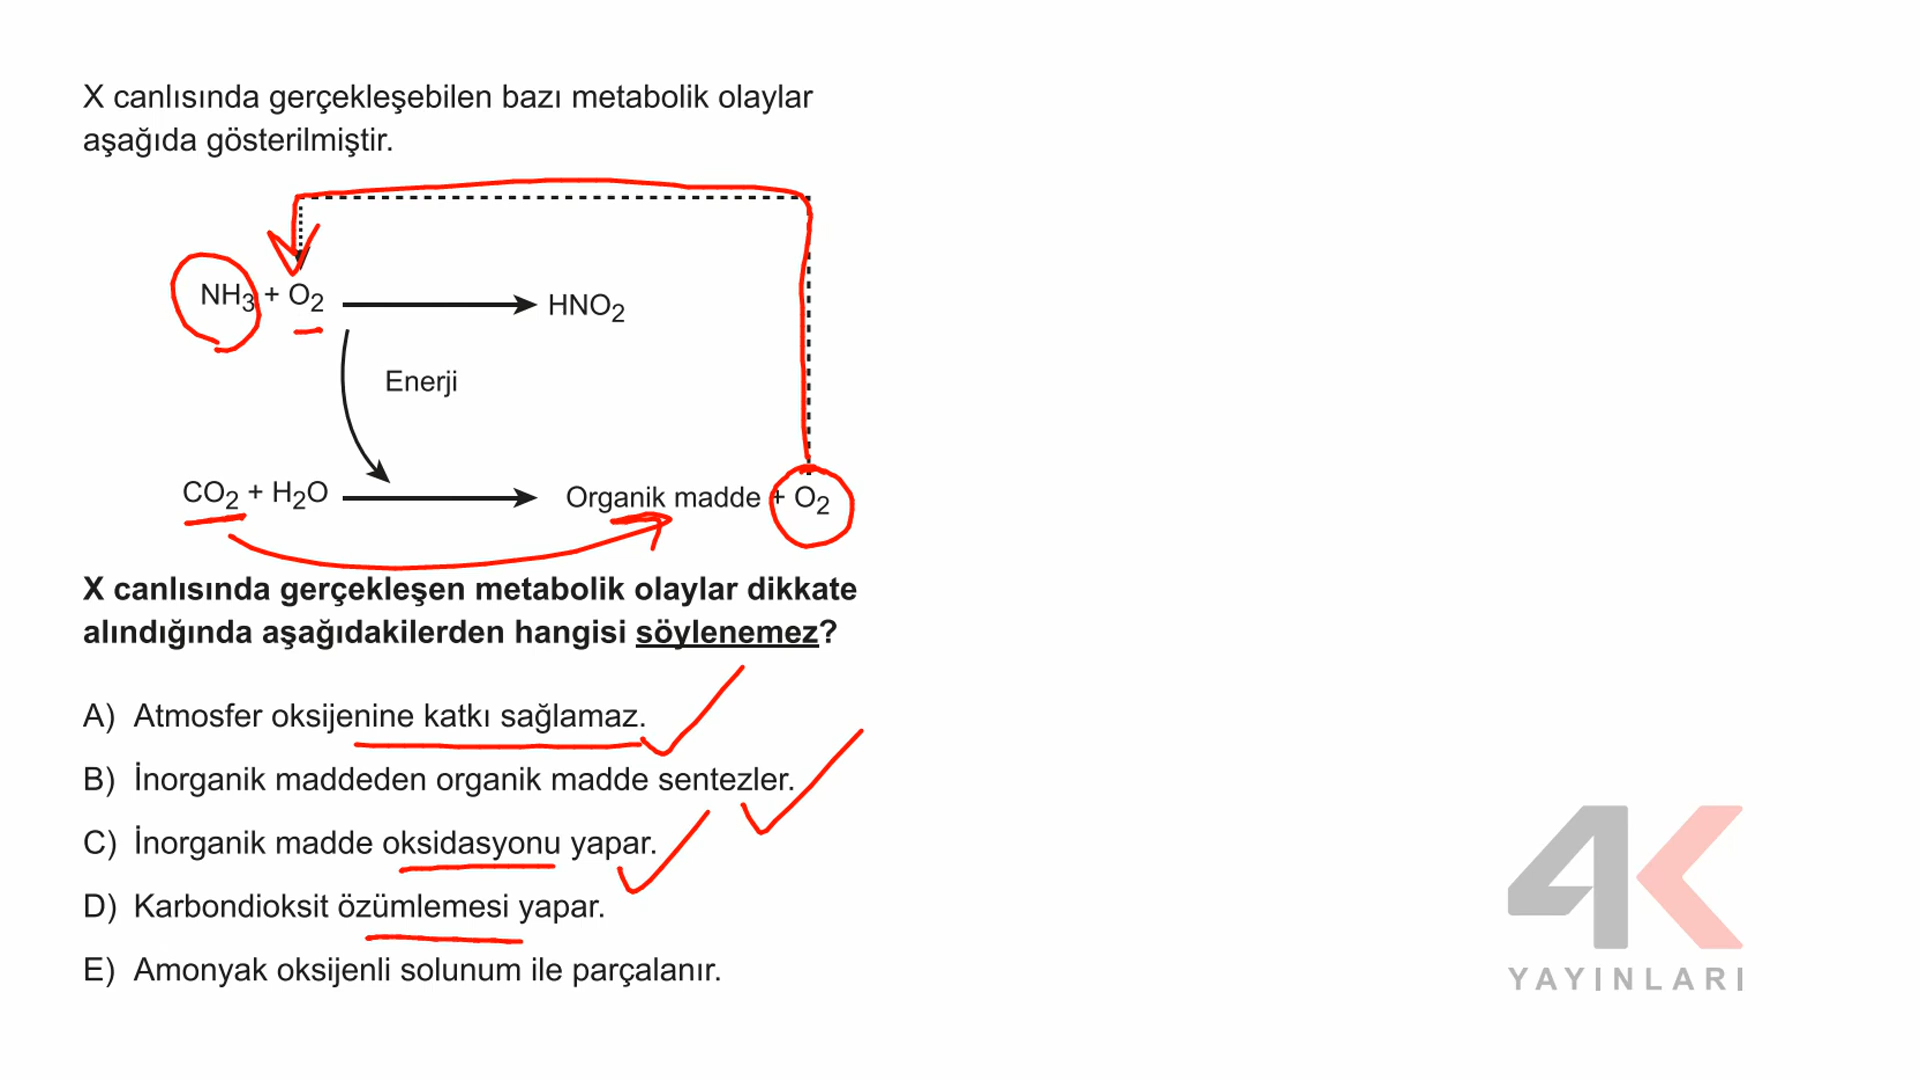 X canlısında gerçekleşebilen bazı metabolik olaylar
aşağıda gösterilmiştir.
NH₃ + O₂ HNO₂
Enerji
CO₂ + H₂O Organik madde + O₂
X canlısında gerçekleşen metabolik olaylar dikkate
alındığında aşağıdakilerden hangisi söylenemez?
A) Atmosfer oksijenine katkı sağlamaz.
B) İnorganik maddeden organik madde sentezler.
C) İnorganik madde oksidasyonu yapar.
D) Karbondioksit özümlemesi yapar.
E) Amonyak oksijenli solunum ile parçalanır.
4K
YAYINLARI